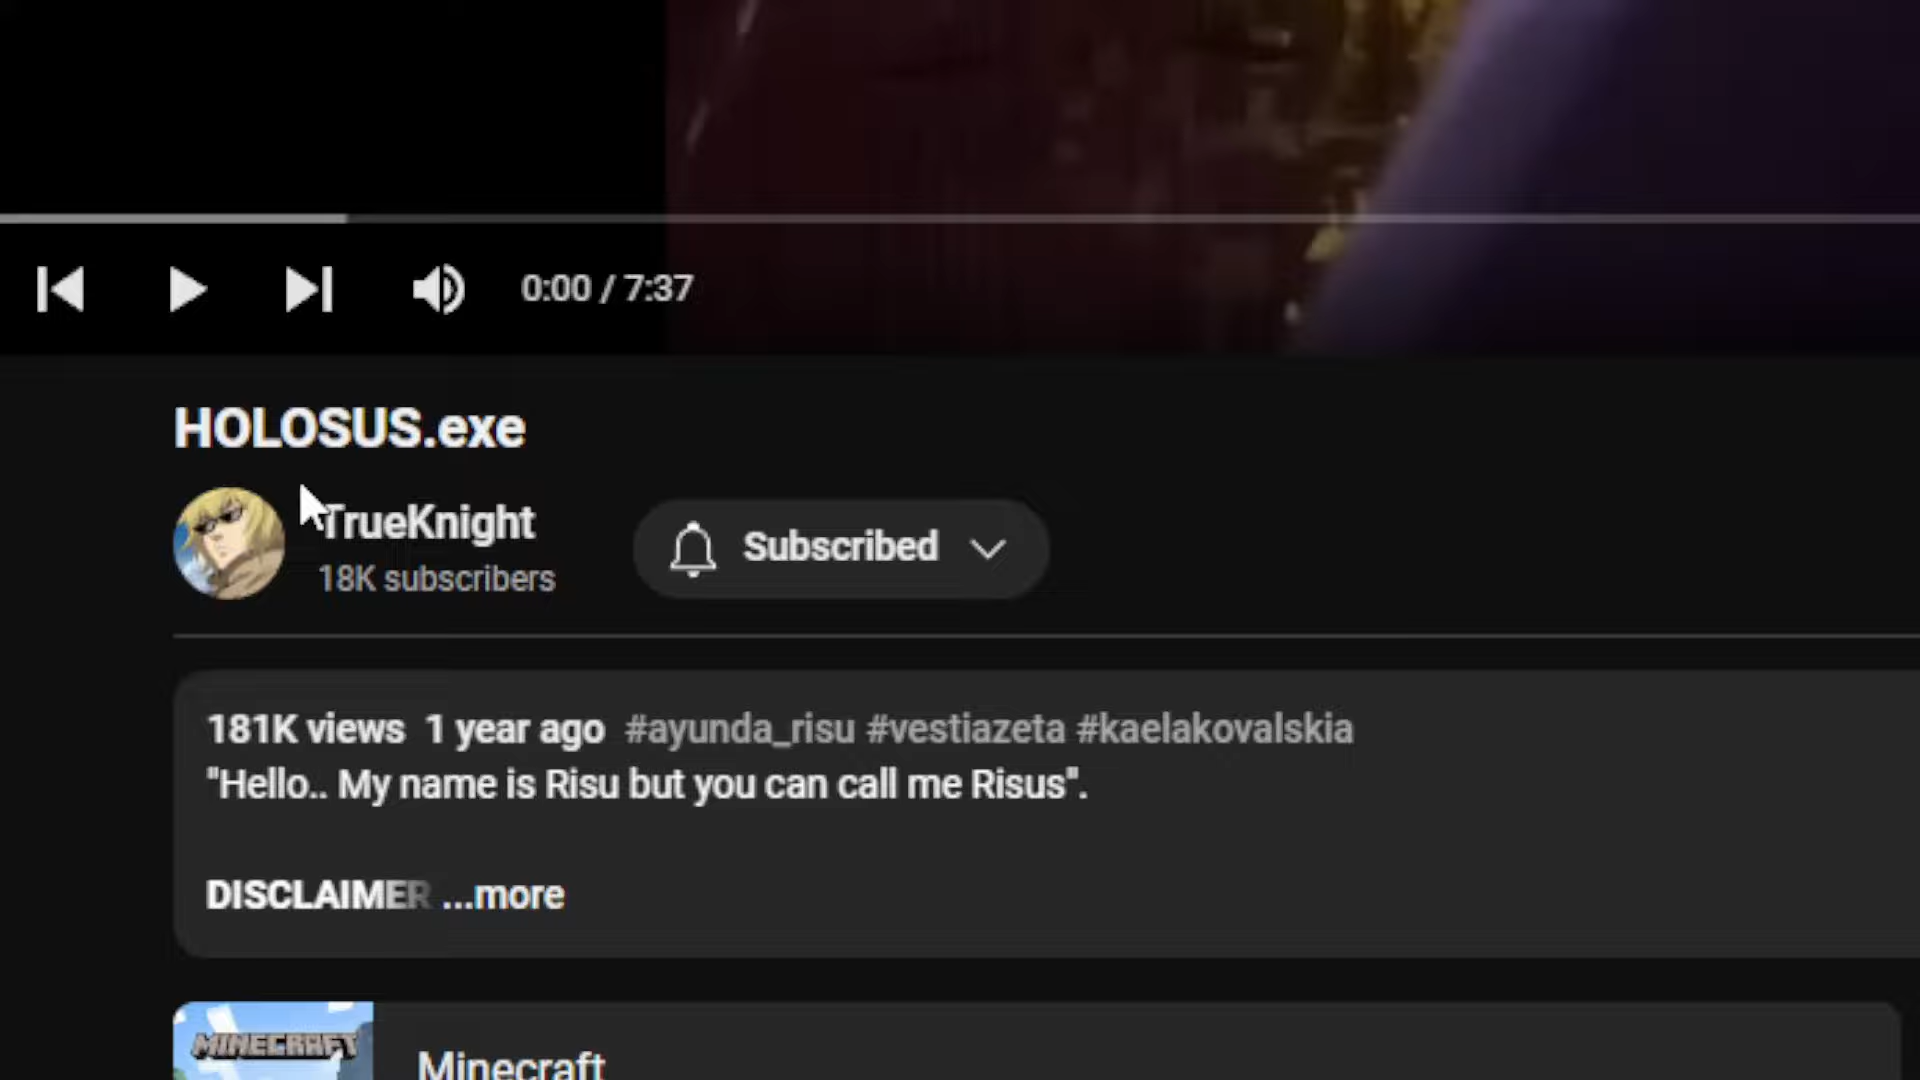 0:00 / 7:37
HOLOSUS.exe
TrueKnight
18K subscribers
Subscribed
181K views 1 year ago #ayunda_risu #vestiazeta #kaelakovalskia
"Hello.. My name is Risu but you can call me Risus".
DISCLAIMER ...more
MINECRAFT
Minecraft